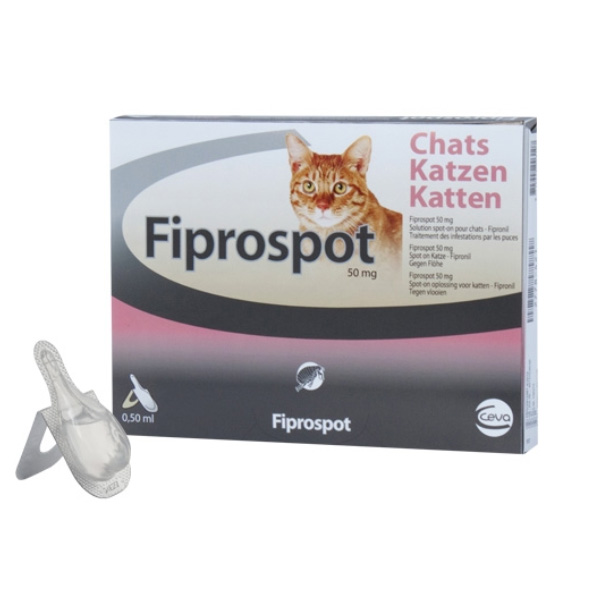 Chats
Katzen
Katten
Fiprospot
50 mg
Fiprospot 50 mg
Solution spot-on pour chats - Fipronil
Traitement des infestations par les puces
Fiprospot 50 mg
Spot on Katze - Fipronil
Gegen Flöhe
Fiprospot 50 mg
Spot-on oplossing voor katten - Fipronil
Tegen vlooien
0,50 ml
Fiprospot
Ceva